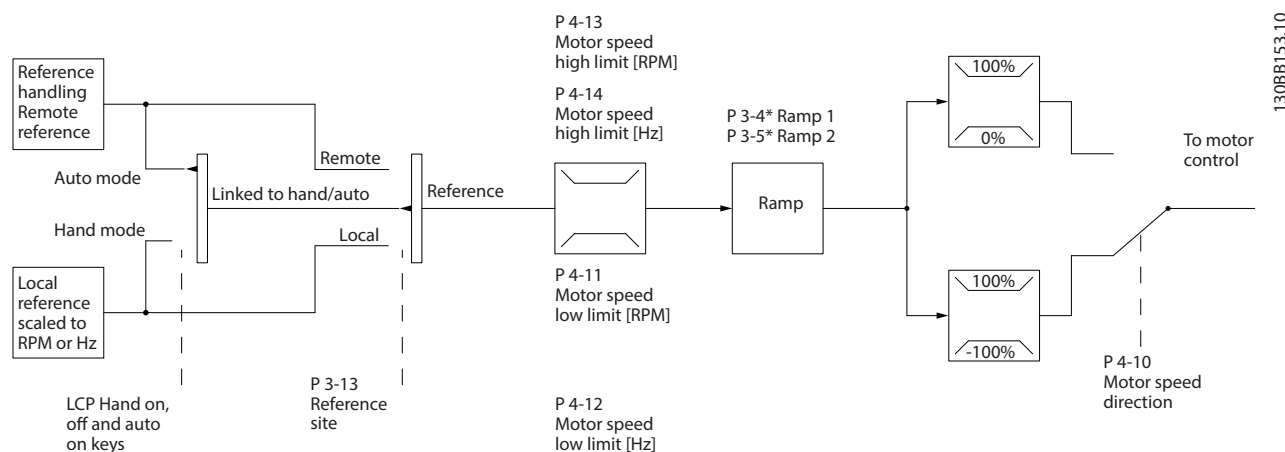 130BB153.10
P 4-13
Motor speed
high limit [RPM]
P 4-14
Motor speed
high limit [Hz]
Reference
handling
Remote
reference
P 3-4* Ramp 1
P 3-5* Ramp 2
100%
0%
To motor
control
Remote
Auto mode
Linked to hand/auto
Reference
Ramp
Hand mode
Local
Local
reference
scaled to
RPM or Hz
P 4-11
Motor speed
low limit [RPM]
100%
-100%
P 4-10
Motor speed
direction
P 3-13
Reference
site
LCP Hand on,
off and auto
on keys
P 4-12
Motor speed
low limit [Hz]